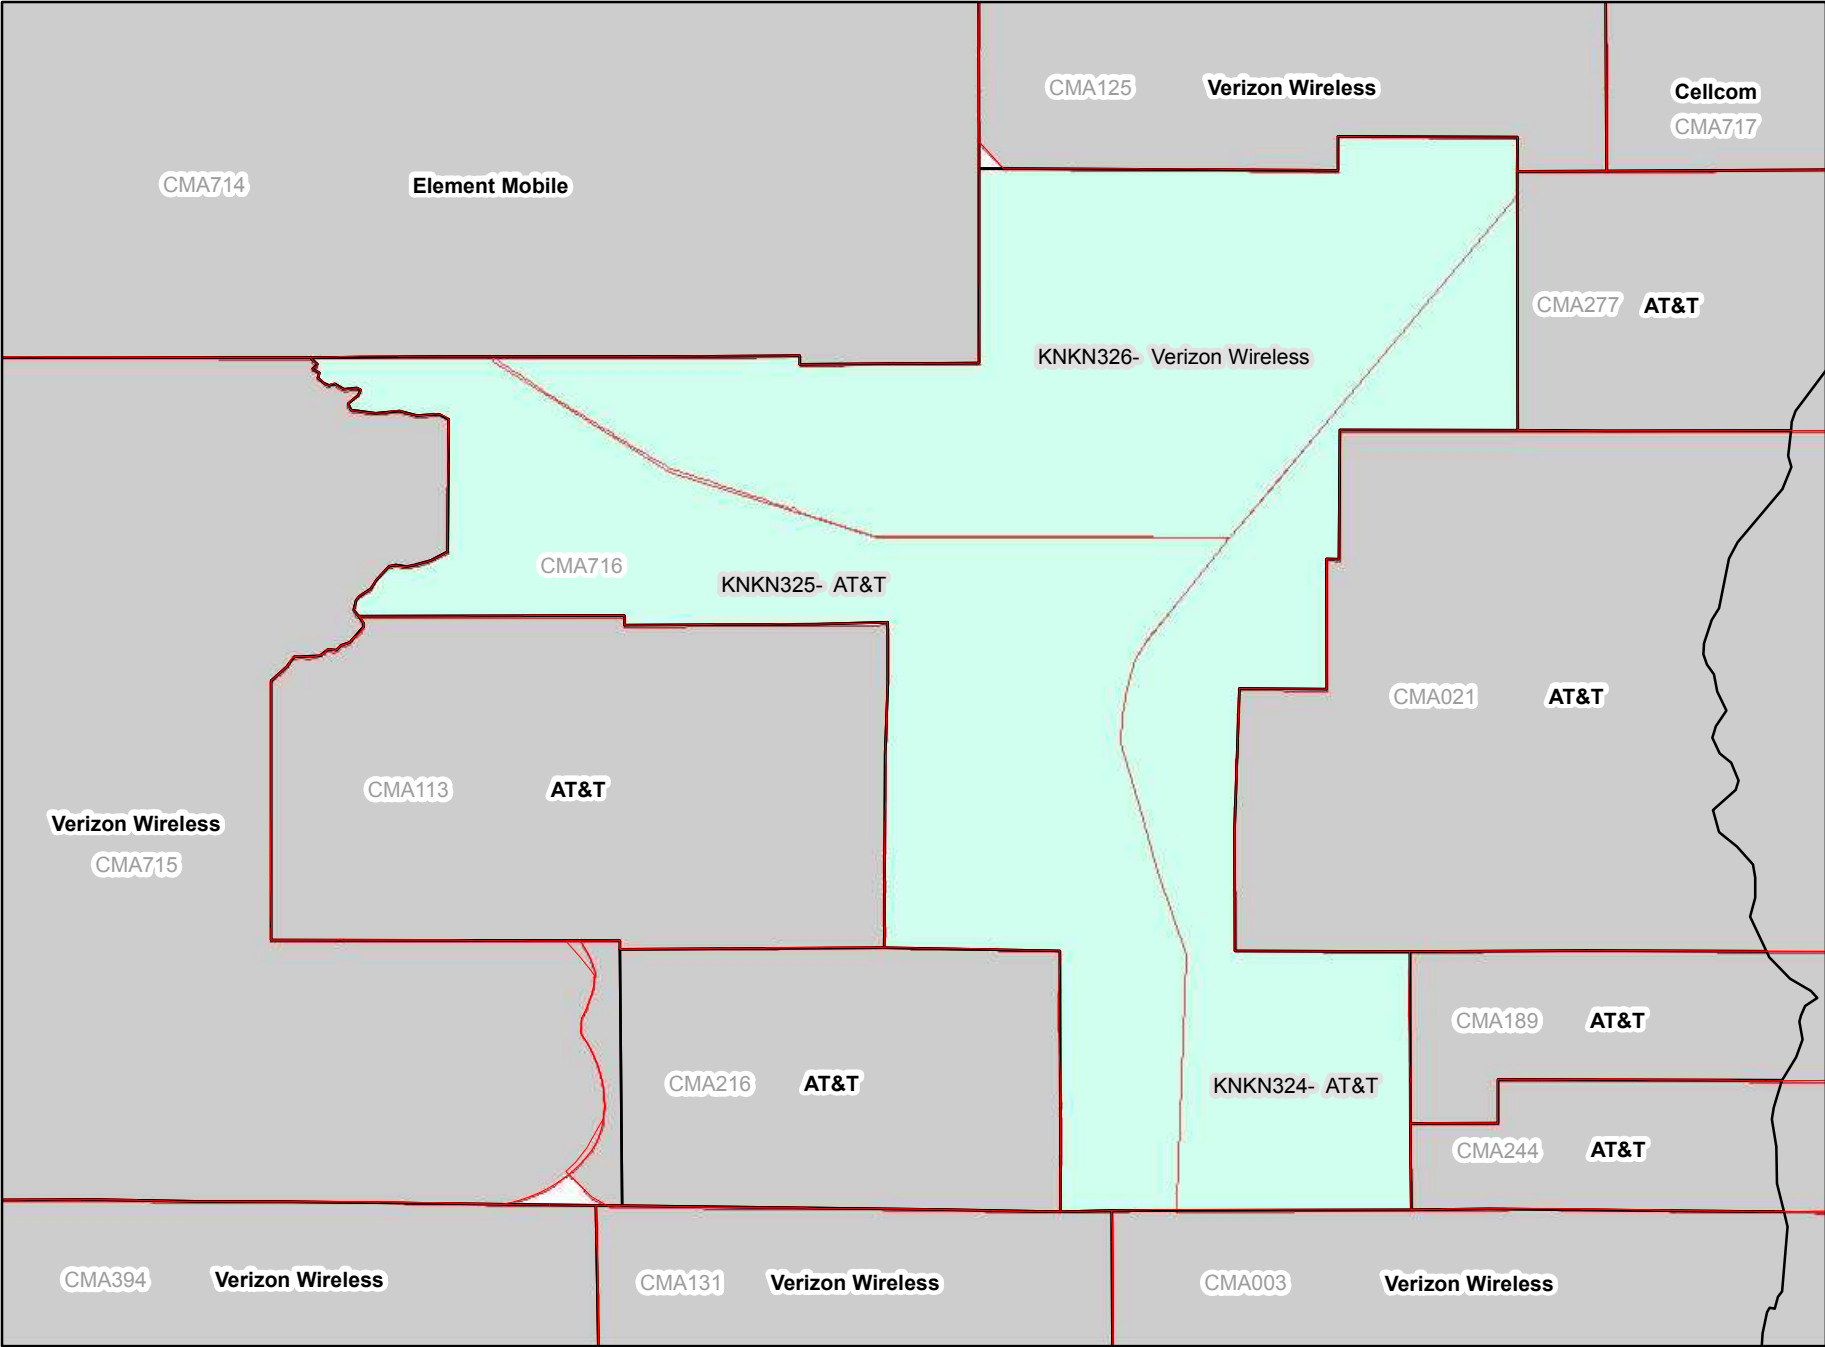 CMA125 Verizon Wireless
Cellcom
CMA717
CMA714 Element Mobile
CMA277 AT&T
KNKN326- Verizon Wireless
CMA716
KNKN325- AT&T
CMA021 AT&T
CMA113 AT&T
Verizon Wireless
CMA715
CMA189 AT&T
CMA216 AT&T
KNKN324- AT&T
CMA244 AT&T
CMA394 Verizon Wireless
CMA131 Verizon Wireless
CMA003 Verizon Wireless